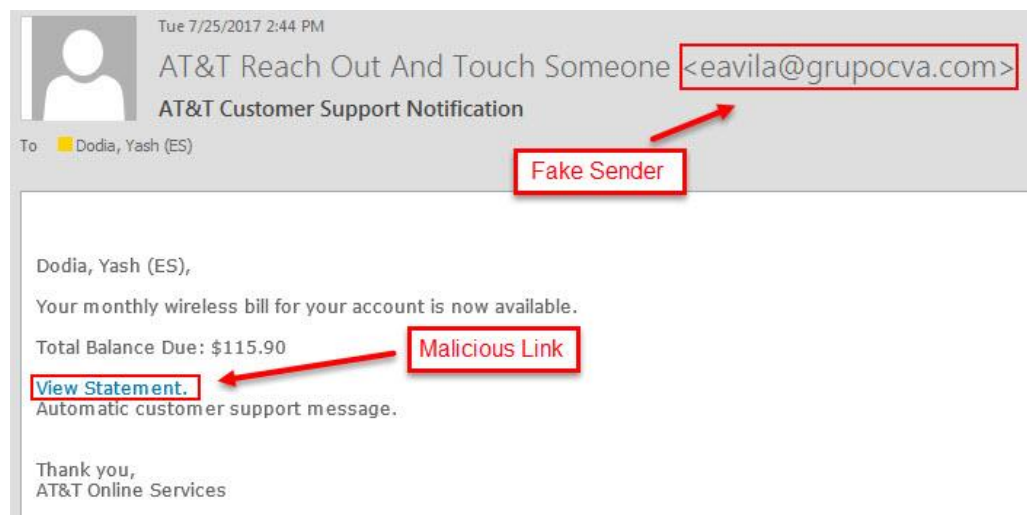 Tue 7/25/2017 2:44 PM
AT&T Reach Out And Touch Someone <eavila@grupocva.com>
AT&T Customer Support Notification
To Dodia, Yash (ES)
Fake Sender
Dodia, Yash (ES),
Your monthly wireless bill for your account is now available.
Total Balance Due: $115.90
Malicious Link
View Statement.
Automatic customer support message.
Thank you,
AT&T Online Services